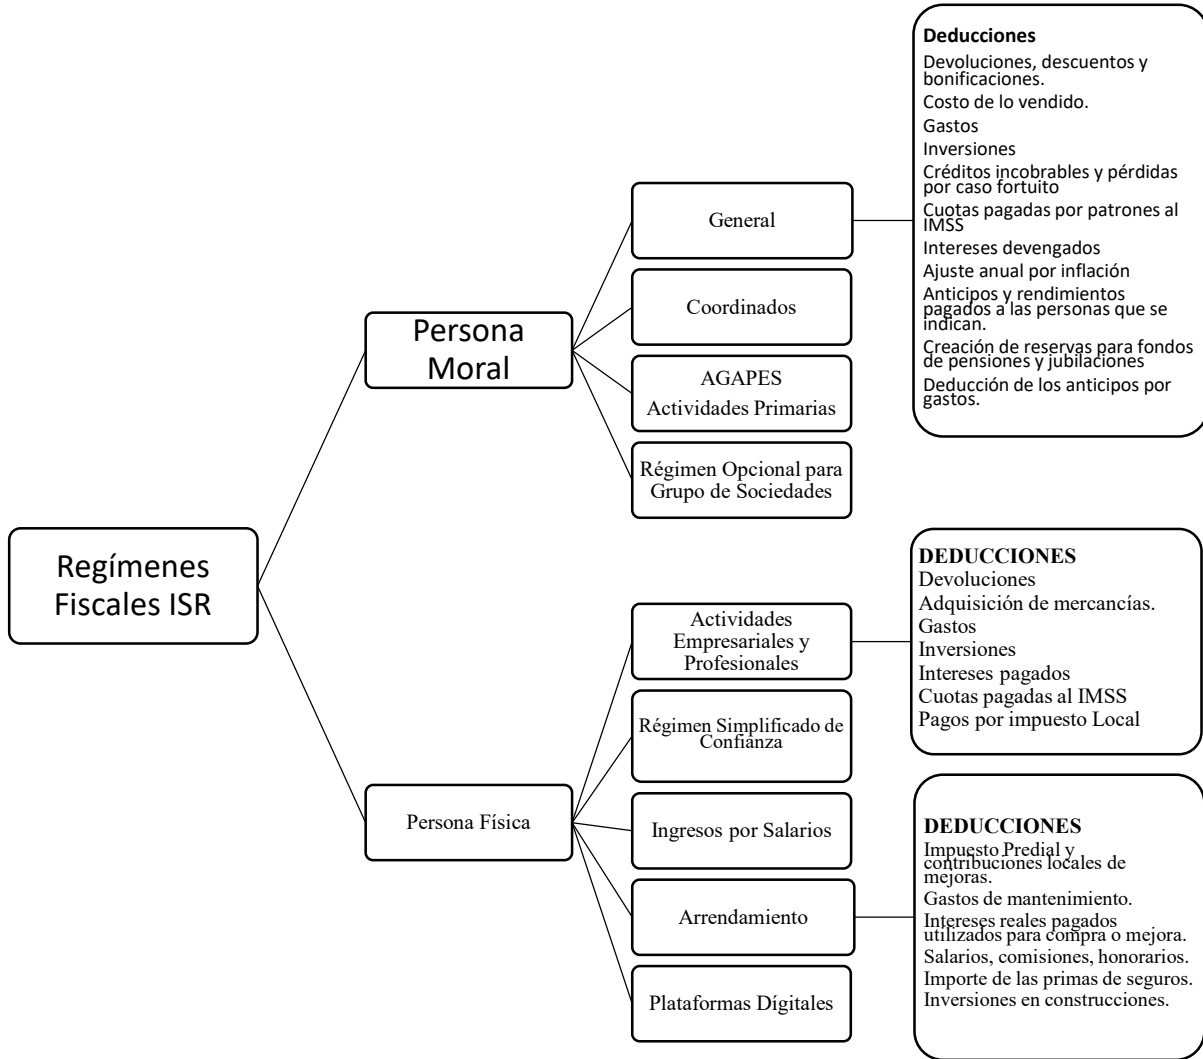 Regímenes
Fiscales ISR
Persona
Moral
General
Deducciones
Devoluciones, descuentos y
bonificaciones.
Costo de lo vendido.
Gastos
Inversiones
Créditos incobrables y pérdidas
por caso fortuito
Cuotas pagadas por patrones al
IMSS
Intereses devengados
Ajuste anual por inflación
Anticipos y rendimientos
pagados a las personas que se
indican.
Creación de reservas para fondos
de pensiones y jubilaciones
Deducción de los anticipos por
gastos.
Coordinados
AGAPES
Actividades Primarias
Régimen Opcional para
Grupo de Sociedades
Persona Física
Actividades
Empresariales y
Profesionales
DEDUCCIONES
Devoluciones
Adquisición de mercancías.
Gastos
Inversiones
Intereses pagados
Cuotas pagadas al IMSS
Pagos por impuesto Local
Régimen Simplificado de
Confianza
Ingresos por Salarios
Arrendamiento
DEDUCCIONES
Impuesto Predial y
contribuciones locales de
mejoras.
Gastos de mantenimiento.
Intereses reales pagados
utilizados para compra o mejora.
Salarios, comisiones, honorarios.
Importe de las primas de seguros.
Inversiones en construcciones.
Plataformas Dígitales